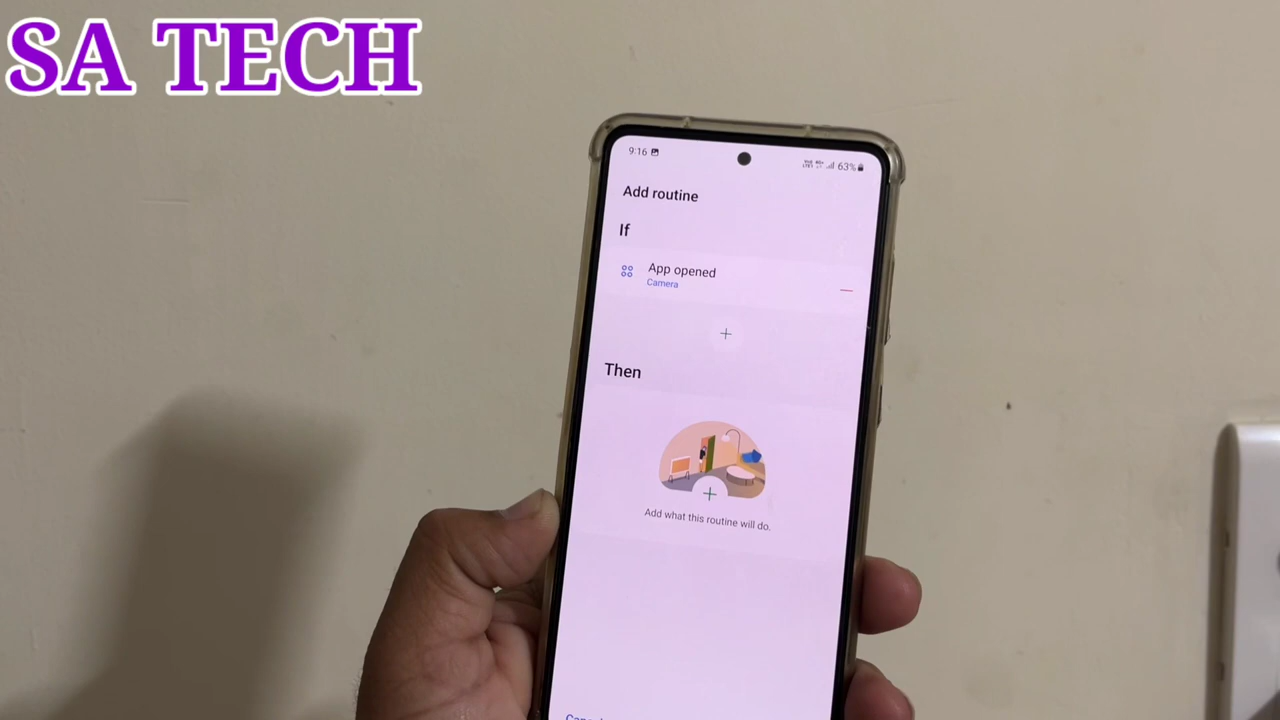 SA TECH
9:16
63%
Add routine
If
App opened
Camera
Then
Add what this routine will do.